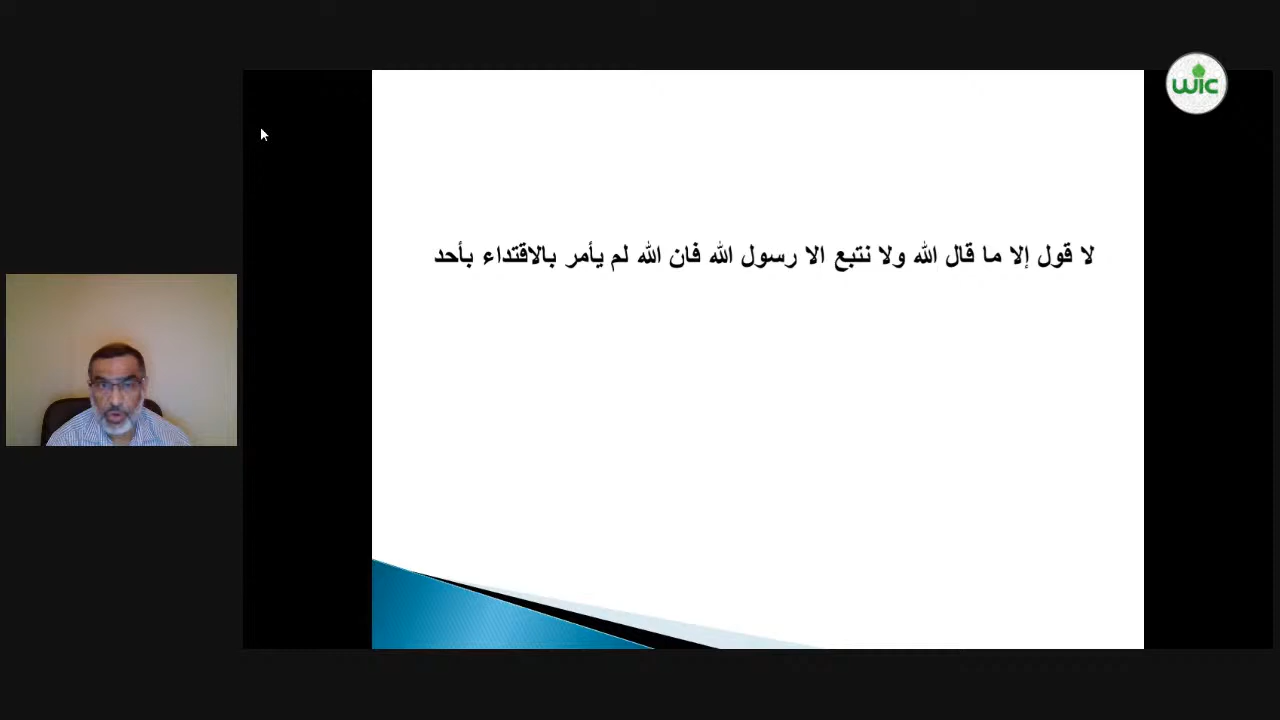 wic
لا قول إلا ما قال الله ولا نتبع الا رسول الله فان الله لم يأمر بالاقتداء بأحد